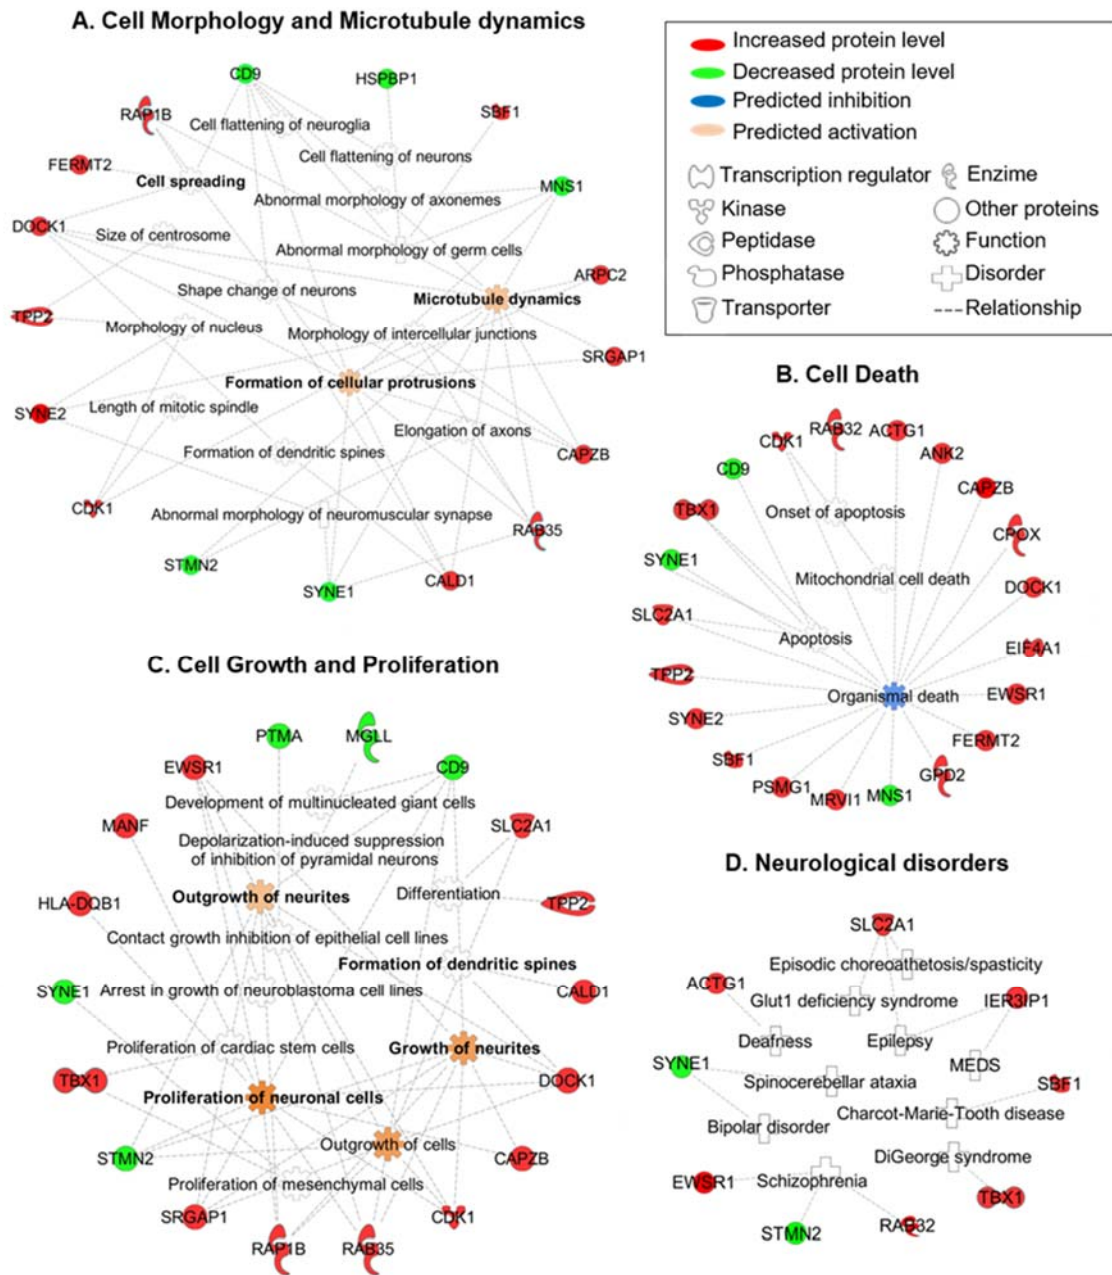 A. Cell Morphology and Microtubule dynamics
CD9
HSPBP1
RAP1B
SBF1
Cell flattening of neuroglia
Cell flattening of neurons
FERMT2
Cell spreading
MNS1
Abnormal morphology of axonemes
DOCK1
Size of centrosome
Abnormal morphology of germ cells
ARPC2
Shape change of neurons
Microtubule dynamics
TPP2
Morphology of nucleus
Morphology of intercellular junctions
SRGAP1
Formation of cellular protrusions
SYNE2
Length of mitotic spindle
Elongation of axons
Formation of dendritic spines
CAPZB
CDK1
Abnormal morphology of neuromuscular synapse
RAB35
STMN2
SYNE1
CALD1
Increased protein level
Decreased protein level
Predicted inhibition
Predicted activation
Transcription regulator
Enzime
Kinase
Other proteins
Peptidase
Function
Phosphatase
Disorder
Transporter
Relationship
B. Cell Death
CDK1
RAB32
ACTG1
ANK2
CD9
CAPZB
TBX1
Onset of apoptosis
CPOX
SYNE1
Mitochondrial cell death
DOCK1
SLC2A1
Apoptosis
EIF4A1
TPP2
Organismal death
EWSR1
SYNE2
FERMT2
SBF1
GPD2
PSMG1
MRVI1
MNS1
C. Cell Growth and Proliferation
PTMA
MGLL
EWSR1
CD9
Development of multinucleated giant cells
MANF
SLC2A1
Depolarization-induced suppression
of inhibition of pyramidal neurons
Outgrowth of neurites
Differentiation
HLA-DQB1
TPP2
Contact growth inhibition of epithelial cell lines
Formation of dendritic spines
SYNE1
Arrest in growth of neuroblastoma cell lines
CALD1
Proliferation of cardiac stem cells
Growth of neurites
TBX1
DOCK1
Proliferation of neuronal cells
Outgrowth of cells
STMN2
CAPZB
Proliferation of mesenchymal cells
SRGAP1
CDK1
RAP1B
RAB35
D. Neurological disorders
SLC2A1
Episodic choreoathetosis/spasticity
ACTG1
Glut1 deficiency syndrome
IER3IP1
Deafness
Epilepsy
SYNE1
MEDS
Spinocerebellar ataxia
SBF1
Charcot-Marie-Tooth disease
Bipolar disorder
DiGeorge syndrome
EWSR1
Schizophrenia
TBX1
STMN2
RAB32